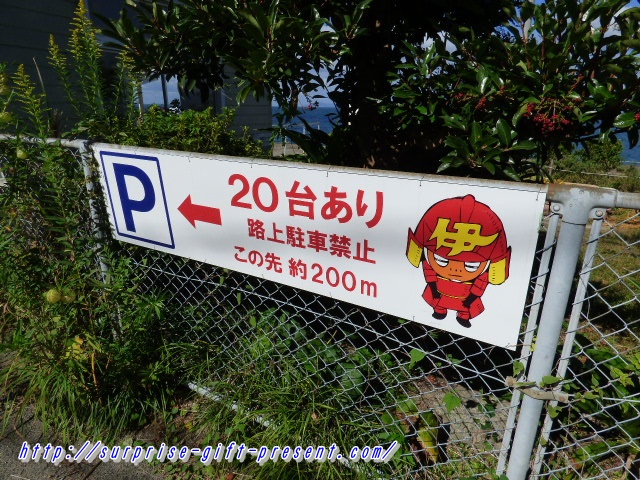 P
20台あり
路上駐車禁止
この先 約200m
伊
http://surprise-gift-present.com/